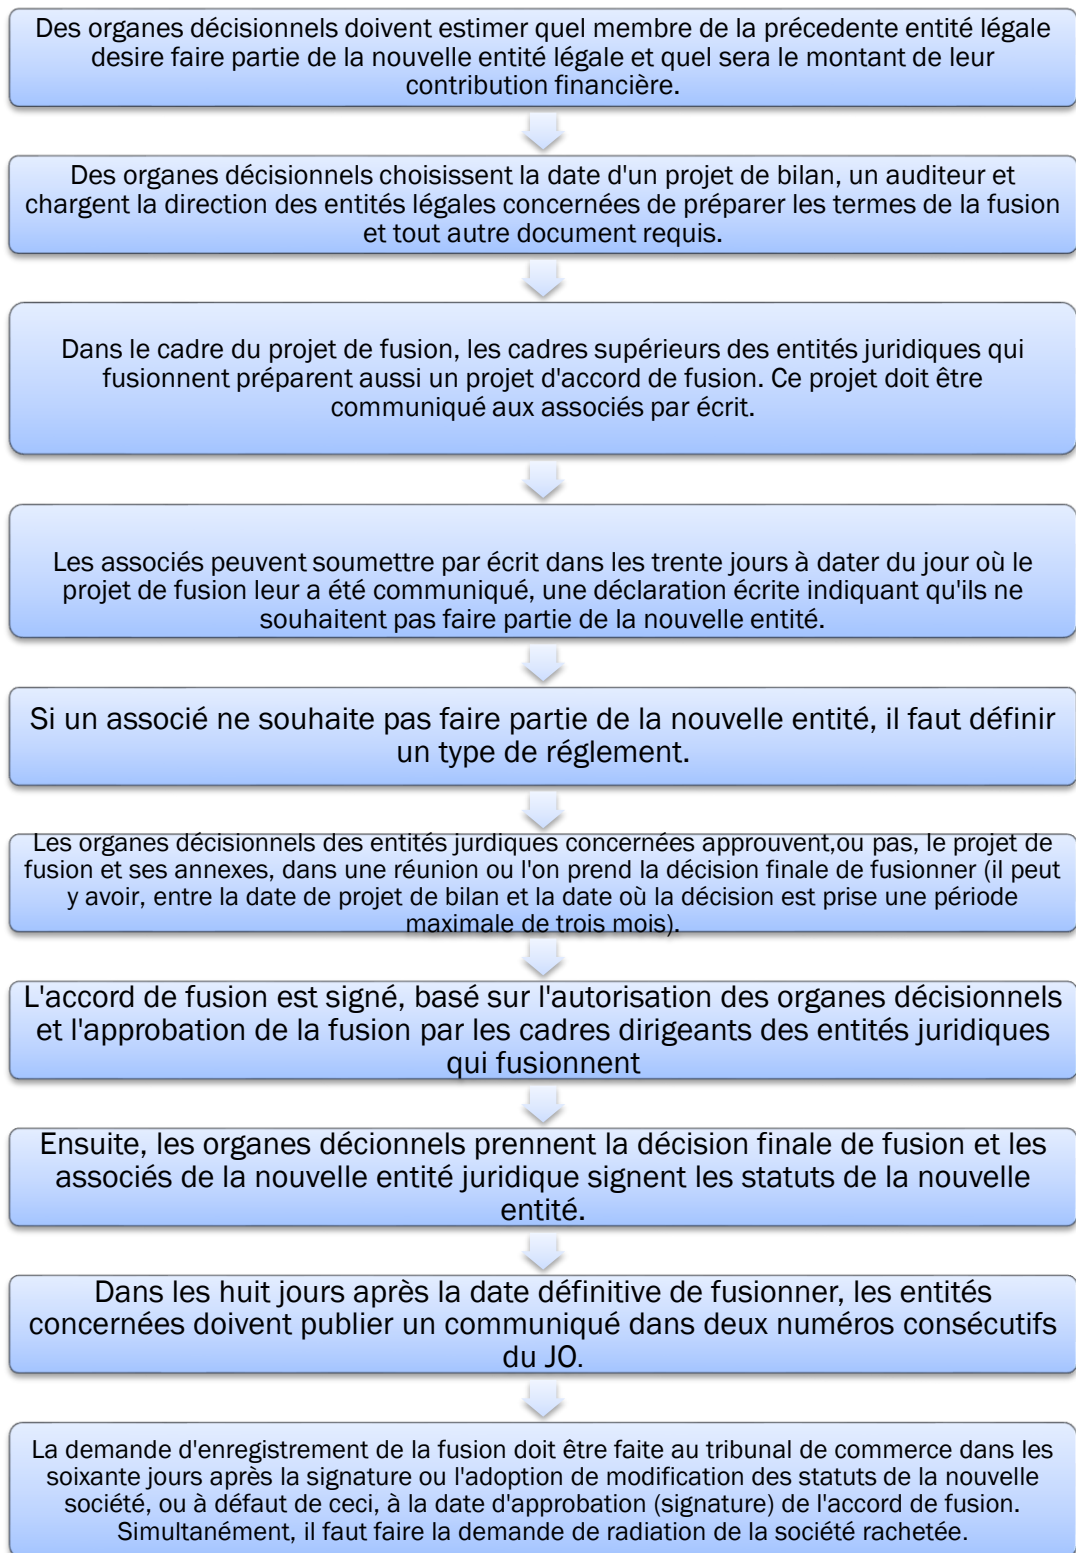 Des organes décisionnels doivent estimer quel membre de la précedente entité légale
desire faire partie de la nouvelle entité légale et quel sera le montant de leur
contribution financière.
Des organes décisionnels choisissent la date d'un projet de bilan, un auditeur et
chargent la direction des entités légales concernées de préparer les termes de la fusion
et tout autre document requis.
Dans le cadre du projet de fusion, les cadres supérieurs des entités juridiques qui
fusionnent préparent aussi un projet d'accord de fusion. Ce projet doit être
communiqué aux associés par écrit.
Les associés peuvent soumettre par écrit dans les trente jours à dater du jour où le
projet de fusion leur a été communiqué, une déclaration écrite indiquant qu'ils ne
souhaitent pas faire partie de la nouvelle entité.
Si un associé ne souhaite pas faire partie de la nouvelle entité, il faut définir
un type de réglement.
Les organes décisionnels des entités jurdiques concernées approuvent,ou pas, le projet de
fusion et ses annexes, dans une réunion ou l'on prend la décision finale de fusionner (il peut
y avoir, entre la date de projet de bilan et la date où la décision est prise une période
maximale de trois mois).
L'accord de fusion est signé, basé sur l'autorisation des organes décisionnels
et l'approbation de la fusion par les cadres dirigeants des entités juridiques
qui fusionnent
Ensuite, les organes décionnels prennent la décision finale de fusion et les
associés de la nouvelle entité juridique signent les statuts de la nouvelle
entité.
Dans les huit jours après la date définitive de fusionner, les entités
concernées doivent publier un communiqué dans deux numéros consécutifs
du JO.
La demande d'enregistrement de la fusion doit être faite au tribunal de commerce dans les
soixante jours après la signature ou l'adoption de modification des statuts de la nouvelle
société, ou à défaut de ceci, à la date d'approbation (signature) de l'accord de fusion.
Simultanément, il faut faire la demande de radiation de la société rachetée.